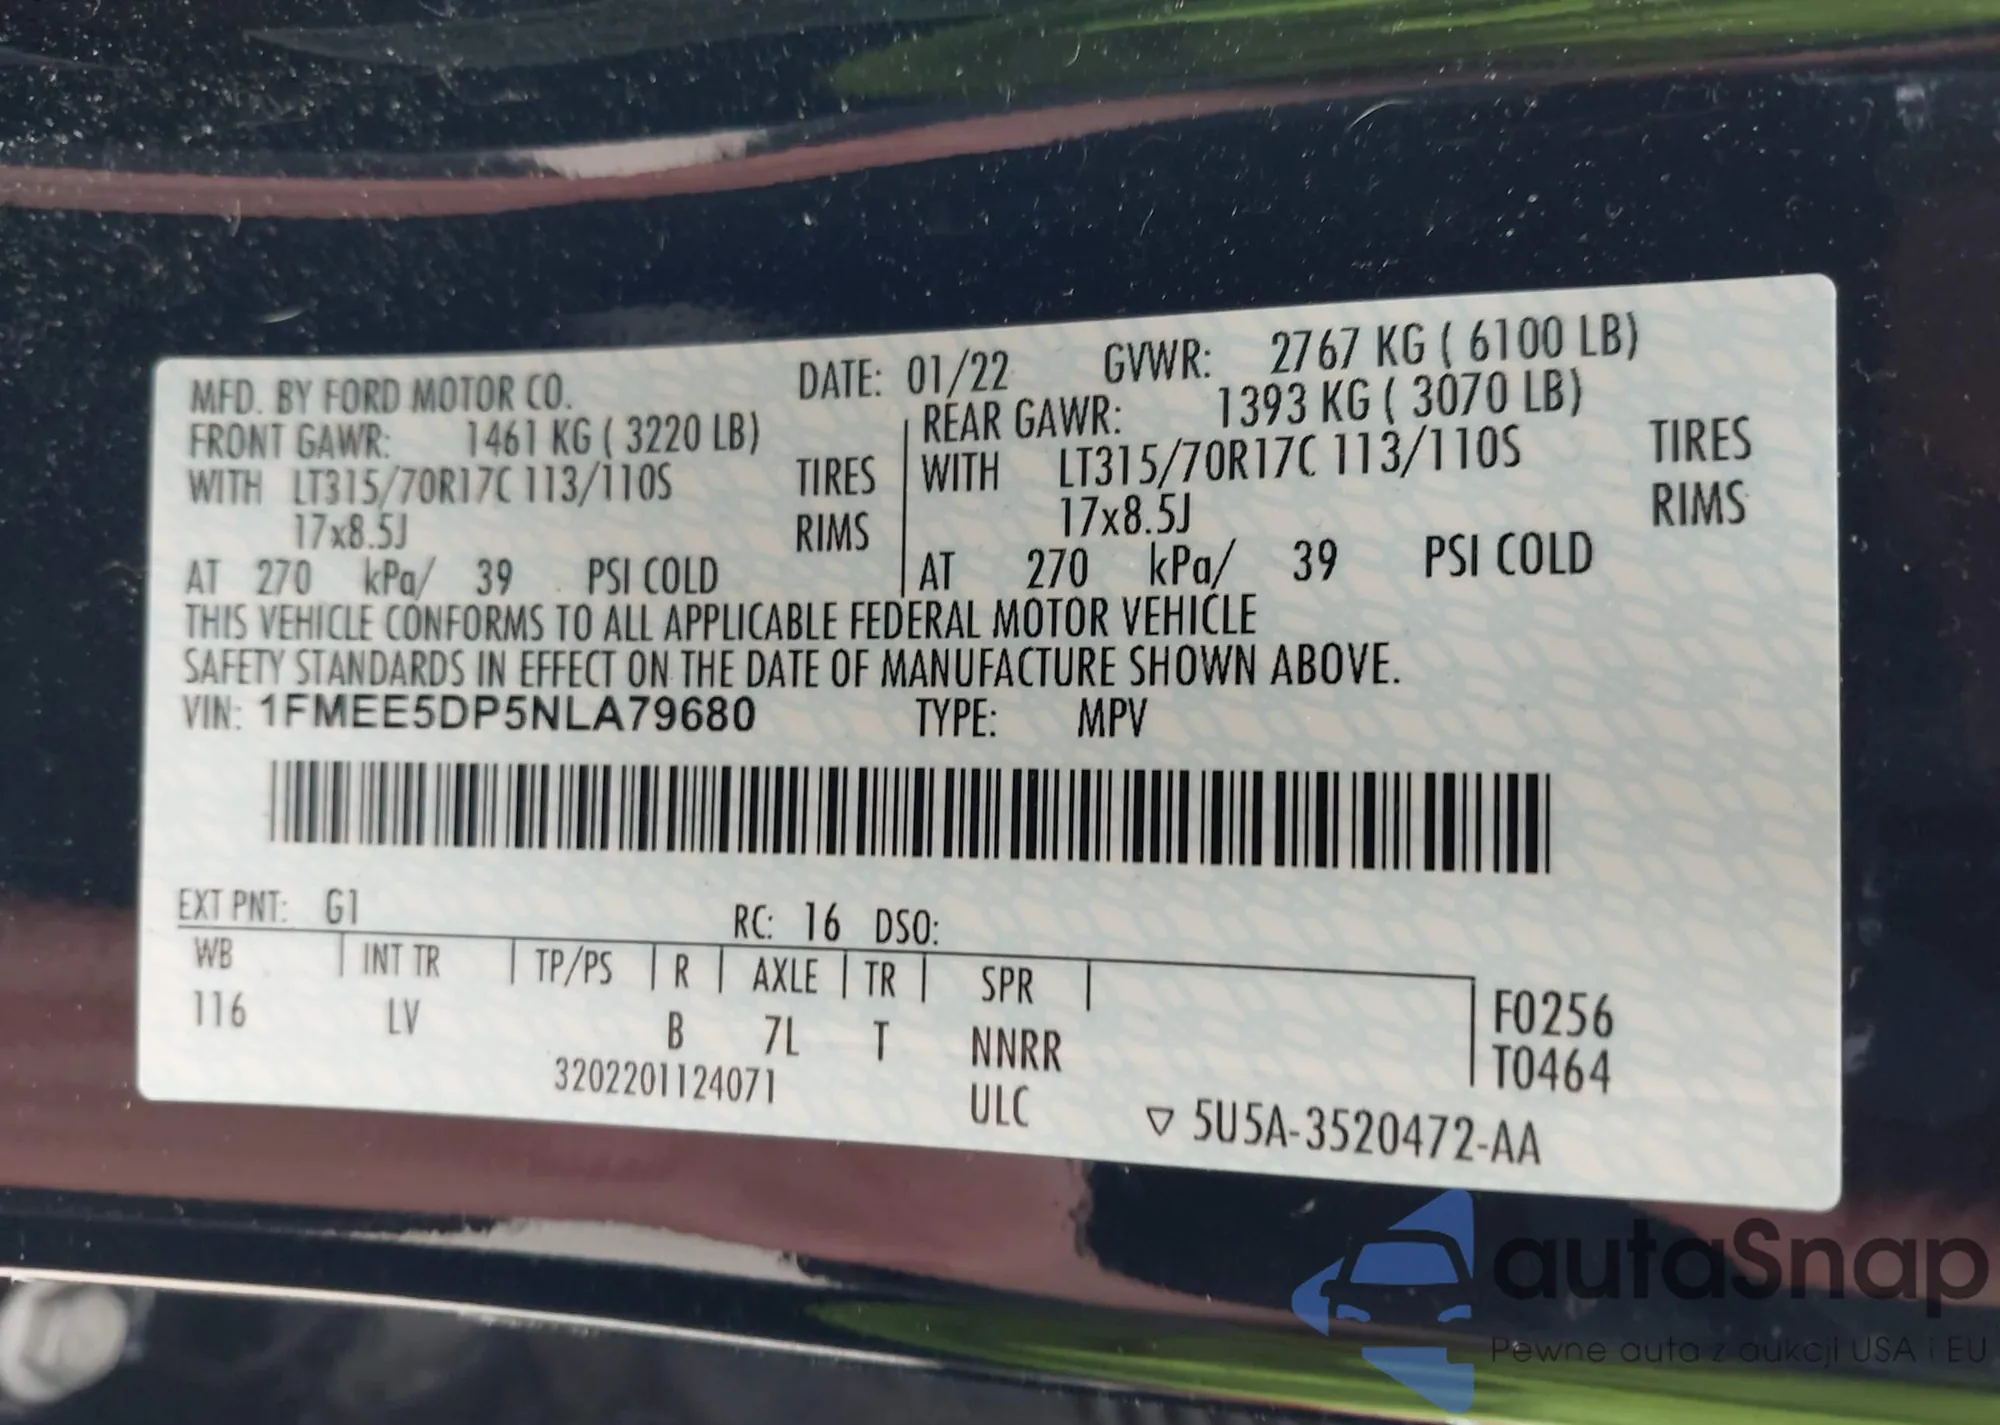 MFD. BY FORD MOTOR CO. DATE: 01/22 GVWR: 2767 KG ( 6100 LB)
FRONT GAWR: 1461 KG ( 3220 LB) REAR GAWR: 1393 KG ( 3070 LB)
WITH LT315/70R17C 113/110S TIRES WITH LT315/70R17C 113/110S TIRES
17x8.5J RIMS 17x8.5J RIMS
AT 270 kPa/ 39 PSI COLD AT 270 kPa/ 39 PSI COLD
THIS VEHICLE CONFORMS TO ALL APPLICABLE FEDERAL MOTOR VEHICLE
SAFETY STANDARDS IN EFFECT ON THE DATE OF MANUFACTURE SHOWN ABOVE.
VIN: 1FMEE5DP5NLA79680 TYPE: MPV
EXT PNT: G1 RC: 16 DSO:
WB INT TR TP/PS R AXLE TR SPR
116 LV B 7L T NNRR F0256
3202201124071 ULC T0464
▽ 5U5A-3520472-AA
autaSnap
Pewne auta z aukcji USA i EU